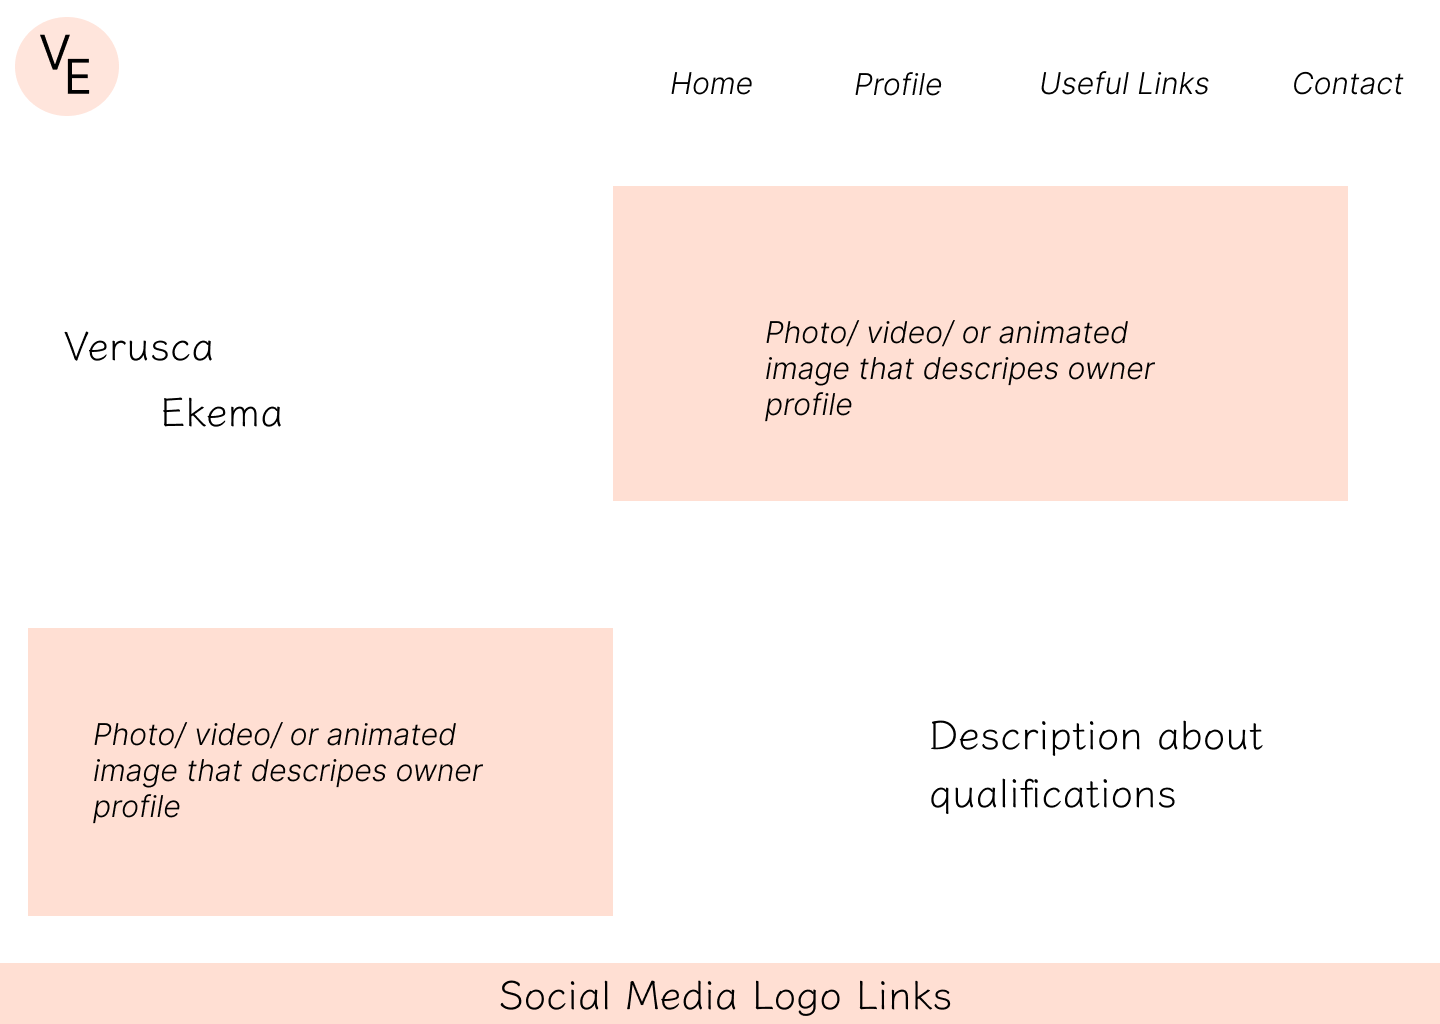 VE
Home Profile Useful Links Contact
Photo/ video/ or animated
image that descripes owner
profile
Verusca
Ekema
Photo/ video/ or animated
image that descripes owner
profile
Description about
qualifications
Social Media Logo Links